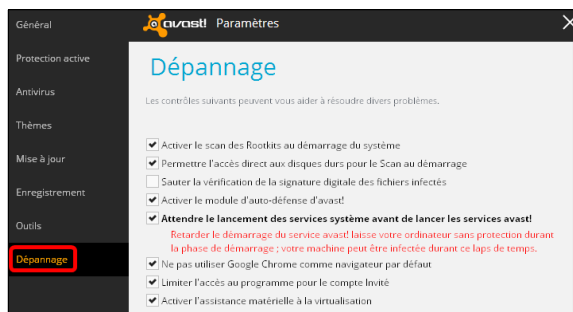 Général
Protection active
Antivirus
Thèmes
Mise à jour
Enregistrement
Outils
Dépannage
avast! Paramètres
Dépannage
Les contrôles suivants peuvent vous aider à résoudre divers problèmes.
Activer le scan des Rootkits au démarrage du système
Permettre l'accès direct aux disques durs pour le Scan au démarrage
Sauter la vérification de la signature digitale des fichiers infectés
Activer le module d'auto-défense d'avast!
Attendre le lancement des services système avant de lancer les services avast!
Retarder le démarrage du service avast! laisse votre ordinateur sans protection durant
la phase de démarrage ; votre machine peut être infectée durant ce laps de temps.
Ne pas utiliser Google Chrome comme navigateur par défaut
Limiter l'accès au programme pour le compte Invité
Activer l'assistance matérielle à la virtualisation